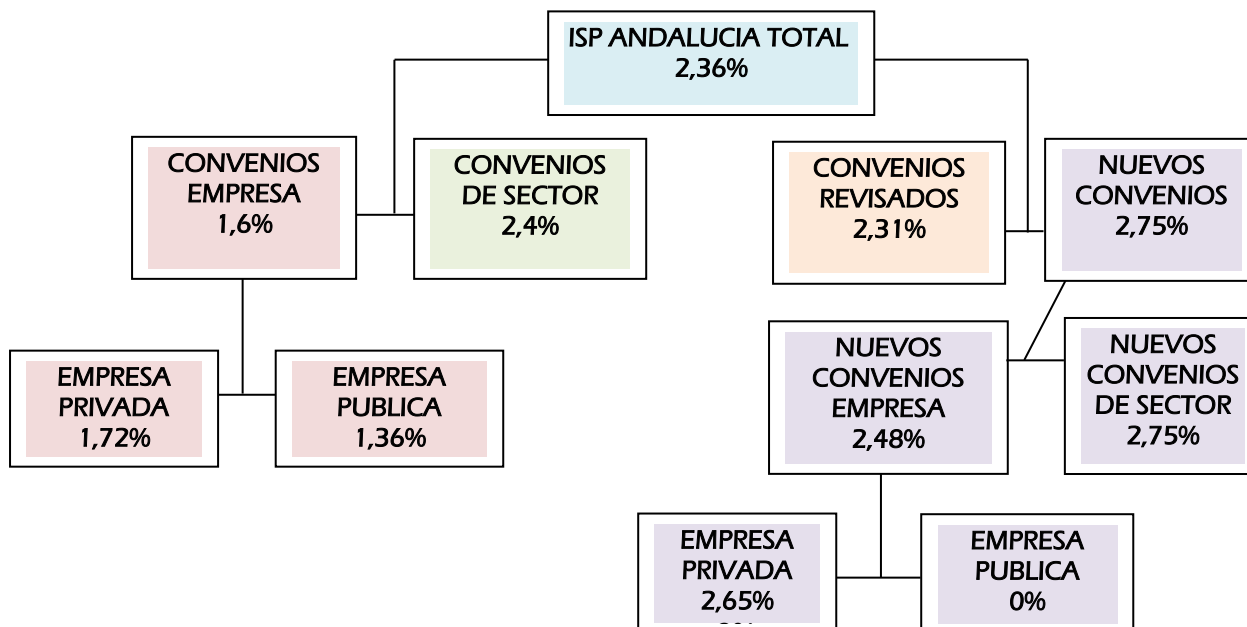 ISP ANDALUCIA TOTAL
2,36%
CONVENIOS
EMPRESA
1,6%
CONVENIOS
DE SECTOR
2,4%
CONVENIOS
REVISADOS
2,31%
NUEVOS
CONVENIOS
2,75%
EMPRESA
PRIVADA
1,72%
EMPRESA
PUBLICA
1,36%
NUEVOS
CONVENIOS
EMPRESA
2,48%
NUEVOS
CONVENIOS
DE SECTOR
2,75%
EMPRESA
PRIVADA
2,65%
EMPRESA
PUBLICA
0%